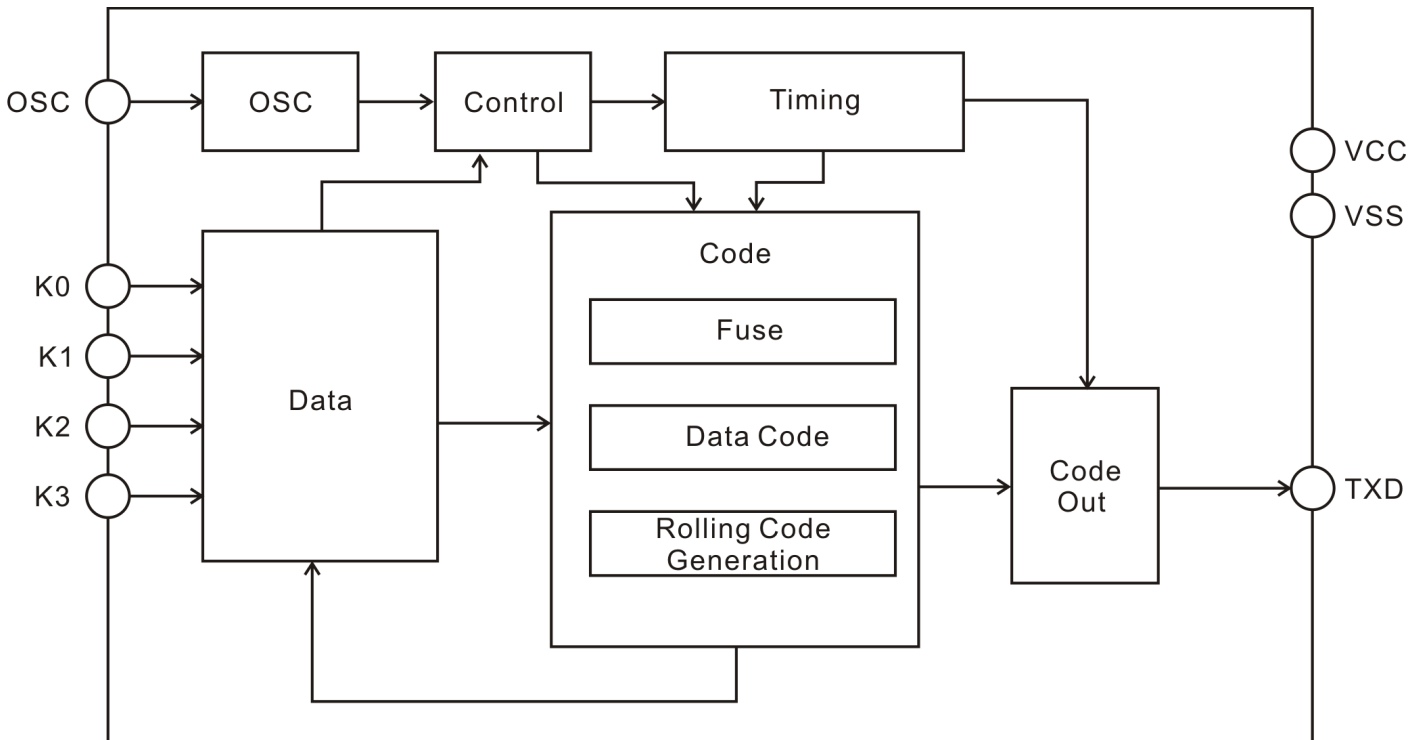 OSC
OSC
Control
Timing
VCC
VSS
Code
K0
Fuse
K1
Data
K2
Data Code
Code
Out
K3
TXD
Rolling Code
Generation